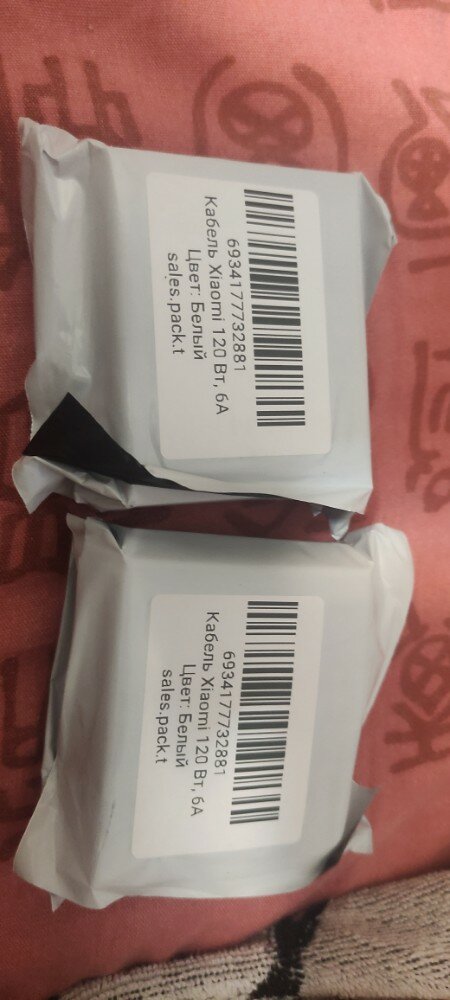 6934177732881
Кабель Xiaomi 120 Вт, 6А
Цвет: Белый
sales.pack.t
6934177732881
Кабель Xiaomi 120 Вт, 6А
Цвет: Белый
sales.pack.t